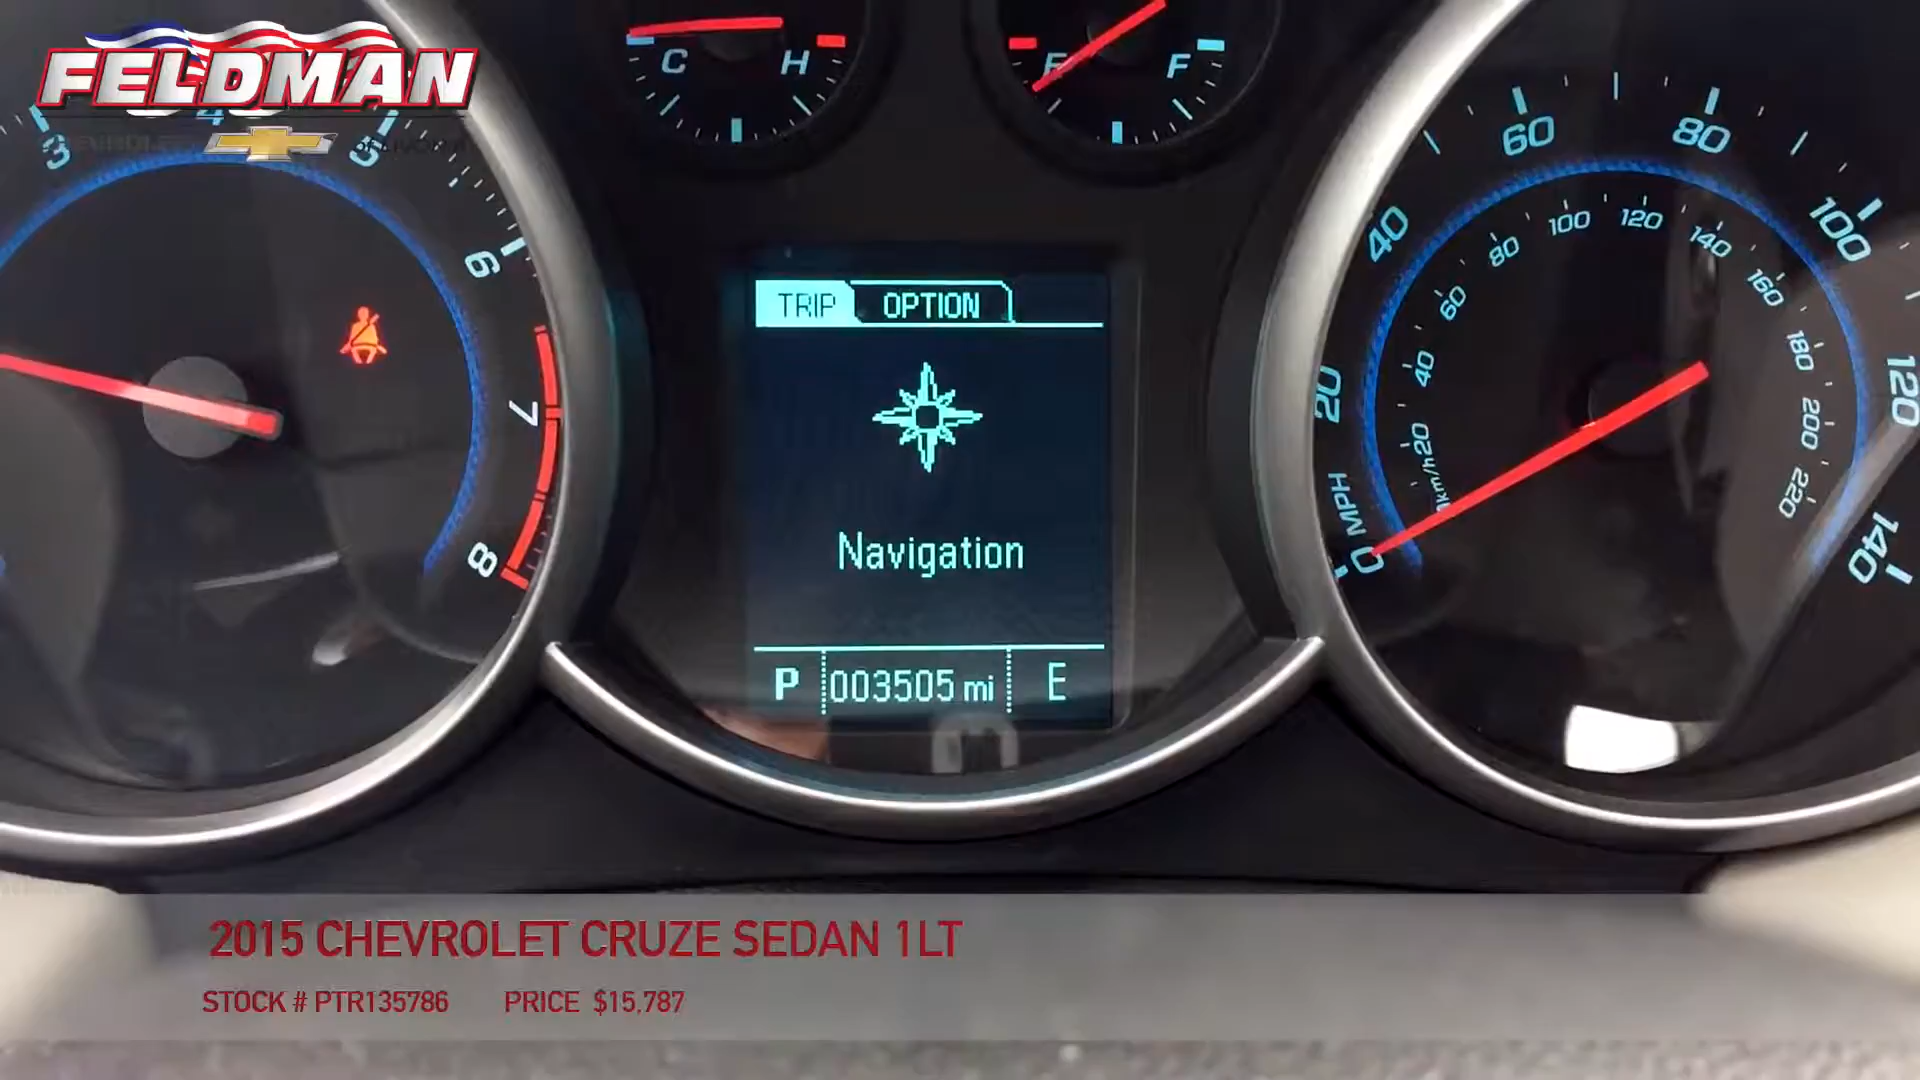 FELDMAN
C H
E F
3 4 5 6 7 8
TRIP OPTION
Navigation
P 003505 mi E
0 20 40 60 80 100 120 140
MPH
km/h 20 40 60 80 100 120 140 160 180 200 220
2015 CHEVROLET CRUZE SEDAN 1LT
STOCK # PTR135786 PRICE $15,787